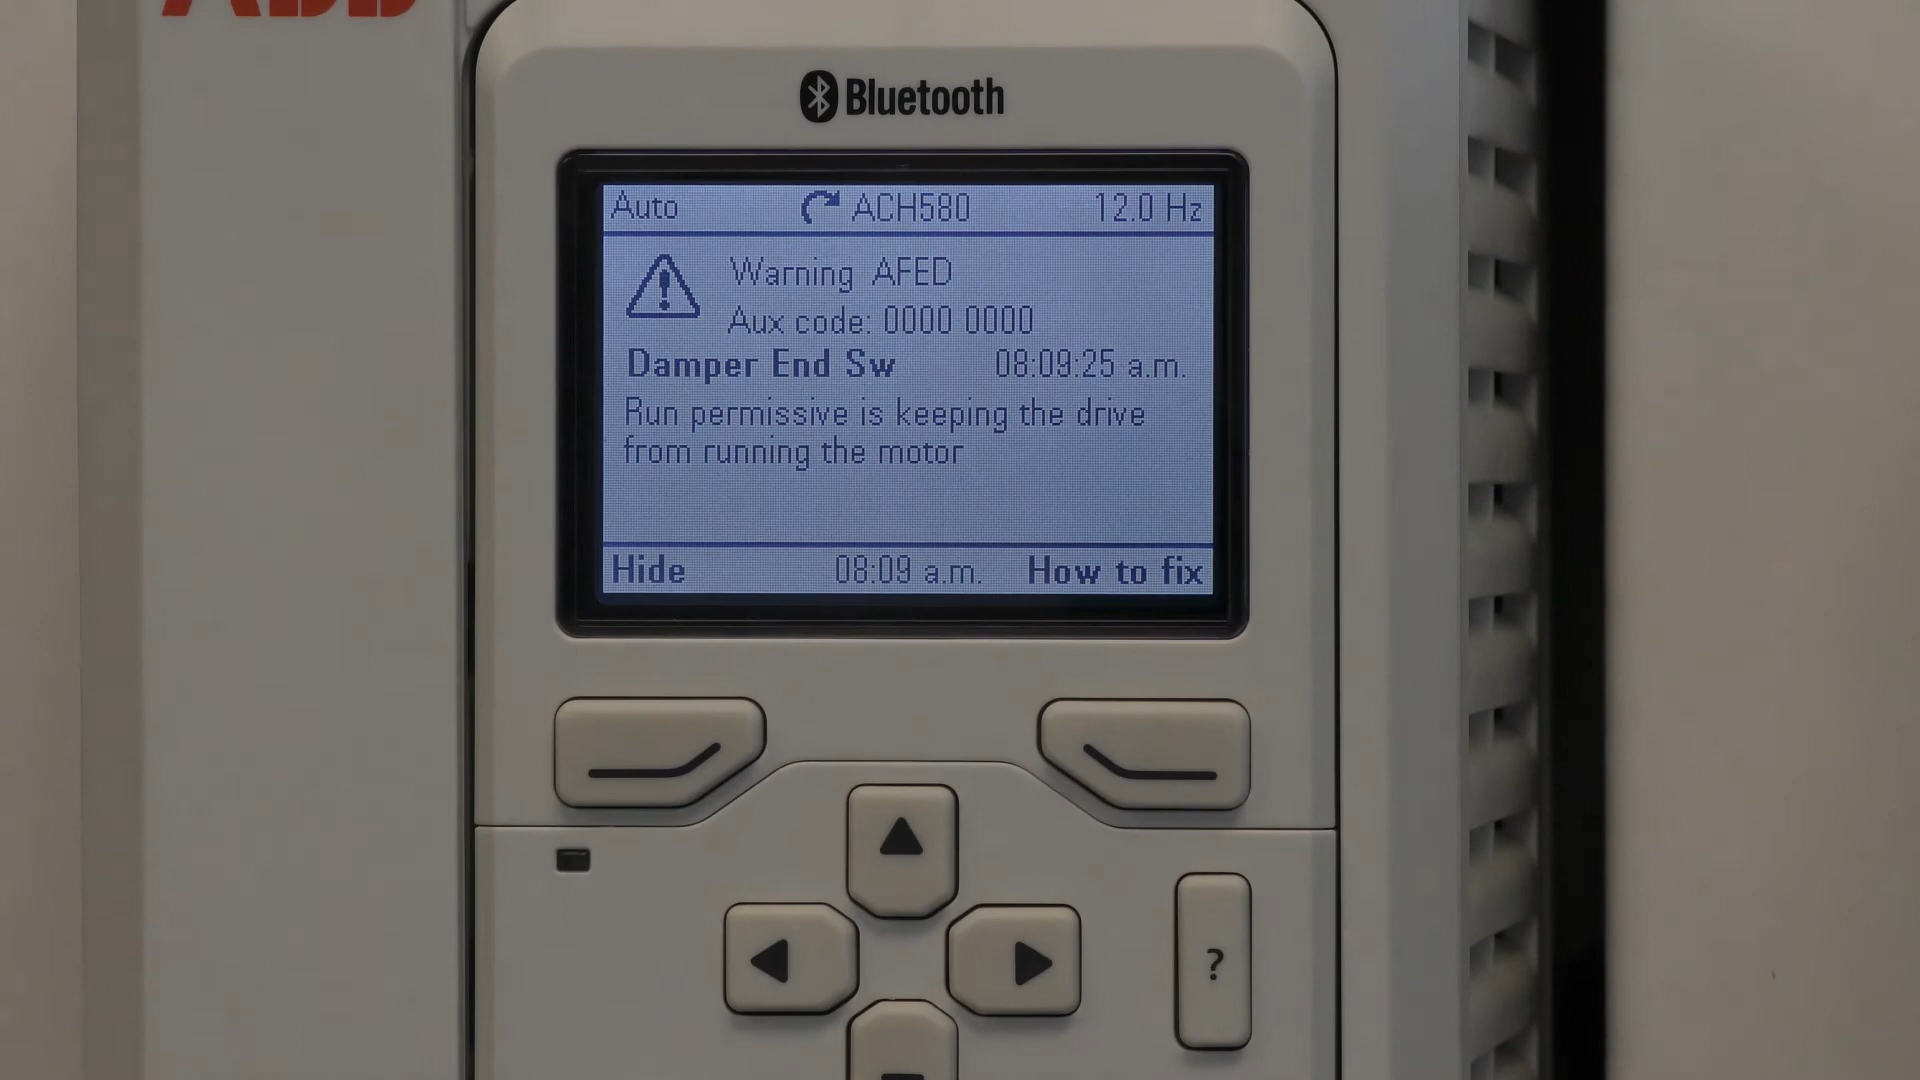 ABB
Bluetooth
Auto ACH580 12.0 Hz
Warning AFED
Aux code: 0000 0000
Damper End Sw 08:09:25 a.m.
Run permissive is keeping the drive
from running the motor
Hide 08:09 a.m. How to fix
?